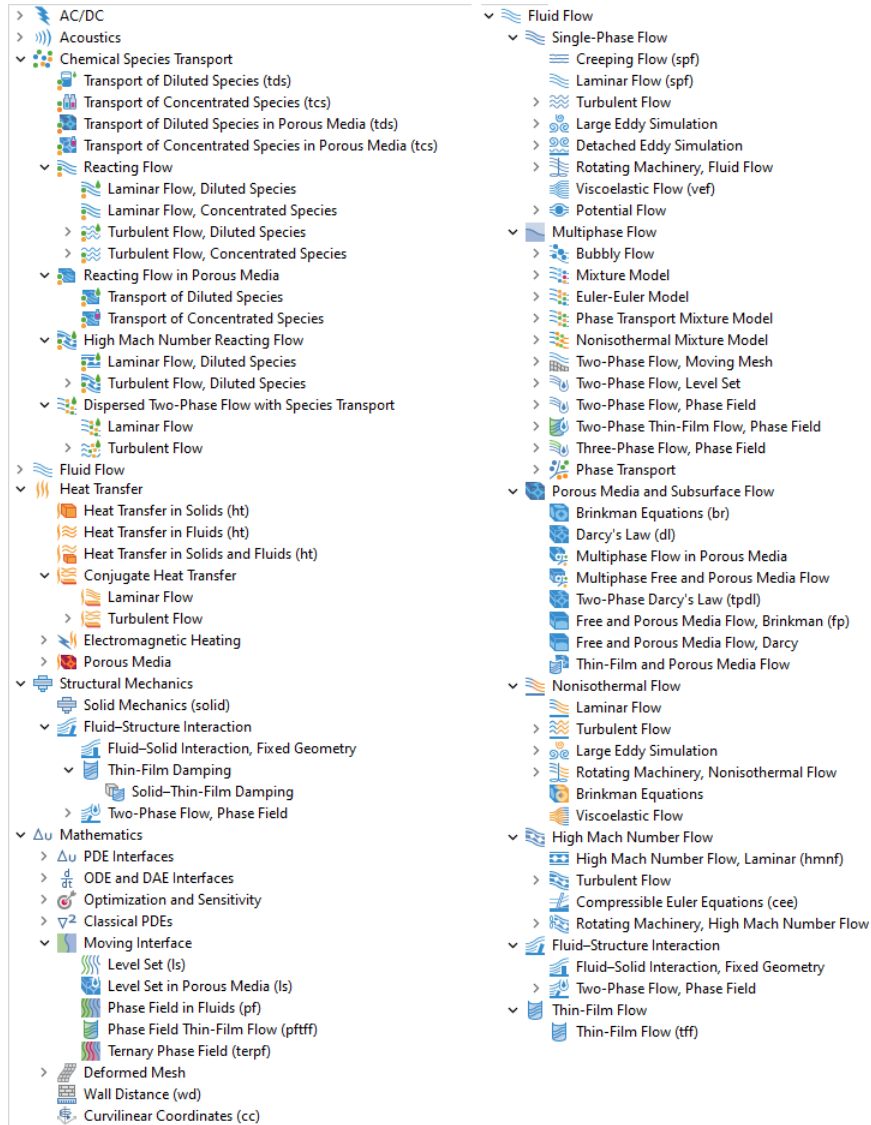 AC/DC
Acoustics
Chemical Species Transport
Transport of Diluted Species (tds)
Transport of Concentrated Species (tcs)
Transport of Diluted Species in Porous Media (tds)
Transport of Concentrated Species in Porous Media (tcs)
Reacting Flow
Laminar Flow, Diluted Species
Laminar Flow, Concentrated Species
Turbulent Flow, Diluted Species
Turbulent Flow, Concentrated Species
Reacting Flow in Porous Media
Transport of Diluted Species
Transport of Concentrated Species
High Mach Number Reacting Flow
Laminar Flow, Diluted Species
Turbulent Flow, Diluted Species
Dispersed Two-Phase Flow with Species Transport
Laminar Flow
Turbulent Flow
Fluid Flow
Heat Transfer
Heat Transfer in Solids (ht)
Heat Transfer in Fluids (ht)
Heat Transfer in Solids and Fluids (ht)
Conjugate Heat Transfer
Laminar Flow
Turbulent Flow
Electromagnetic Heating
Porous Media
Structural Mechanics
Solid Mechanics (solid)
Fluid–Structure Interaction
Fluid–Solid Interaction, Fixed Geometry
Thin-Film Damping
Solid–Thin-Film Damping
Two-Phase Flow, Phase Field
Δu Mathematics
Δu PDE Interfaces
d/dt ODE and DAE Interfaces
Optimization and Sensitivity
∇² Classical PDEs
Moving Interface
Level Set (ls)
Level Set in Porous Media (ls)
Phase Field in Fluids (pf)
Phase Field Thin-Film Flow (pftff)
Ternary Phase Field (terpf)
Deformed Mesh
Wall Distance (wd)
Curvilinear Coordinates (cc)
Fluid Flow
Single-Phase Flow
Creeping Flow (spf)
Laminar Flow (spf)
Turbulent Flow
Large Eddy Simulation
Detached Eddy Simulation
Rotating Machinery, Fluid Flow
Viscoelastic Flow (vef)
Potential Flow
Multiphase Flow
Bubbly Flow
Mixture Model
Euler-Euler Model
Phase Transport Mixture Model
Nonisothermal Mixture Model
Two-Phase Flow, Moving Mesh
Two-Phase Flow, Level Set
Two-Phase Flow, Phase Field
Two-Phase Thin-Film Flow, Phase Field
Three-Phase Flow, Phase Field
Phase Transport
Porous Media and Subsurface Flow
Brinkman Equations (br)
Darcy's Law (dl)
Multiphase Flow in Porous Media
Multiphase Free and Porous Media Flow
Two-Phase Darcy's Law (tpdl)
Free and Porous Media Flow, Brinkman (fp)
Free and Porous Media Flow, Darcy
Thin-Film and Porous Media Flow
Nonisothermal Flow
Laminar Flow
Turbulent Flow
Large Eddy Simulation
Rotating Machinery, Nonisothermal Flow
Brinkman Equations
Viscoelastic Flow
High Mach Number Flow
High Mach Number Flow, Laminar (hmnf)
Turbulent Flow
Compressible Euler Equations (cee)
Rotating Machinery, High Mach Number Flow
Fluid–Structure Interaction
Fluid–Solid Interaction, Fixed Geometry
Two-Phase Flow, Phase Field
Thin-Film Flow
Thin-Film Flow (tff)